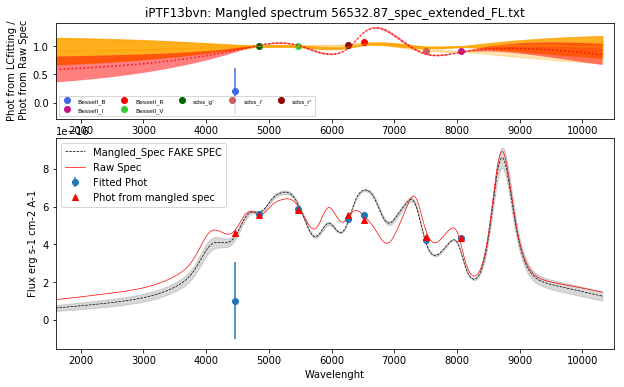 iPTF13bvn: Mangled spectrum 56532.87_spec_extended_FL.txt
Phot from LCfitting /
Phot from Raw Spec
1.0
0.5
0.0
Bessell_B
Bessell_I
Bessell_R
Bessell_V
sdss_g'
sdss_i'
sdss_r'
2000 3000 4000 5000 6000 7000 8000 9000 10000
1e−16
Flux erg s-1 cm-2 A-1
8
6
4
2
0
Mangled_Spec FAKE SPEC
Raw Spec
Fitted Phot
Phot from mangled spec
2000 3000 4000 5000 6000 7000 8000 9000 10000
Wavelenght